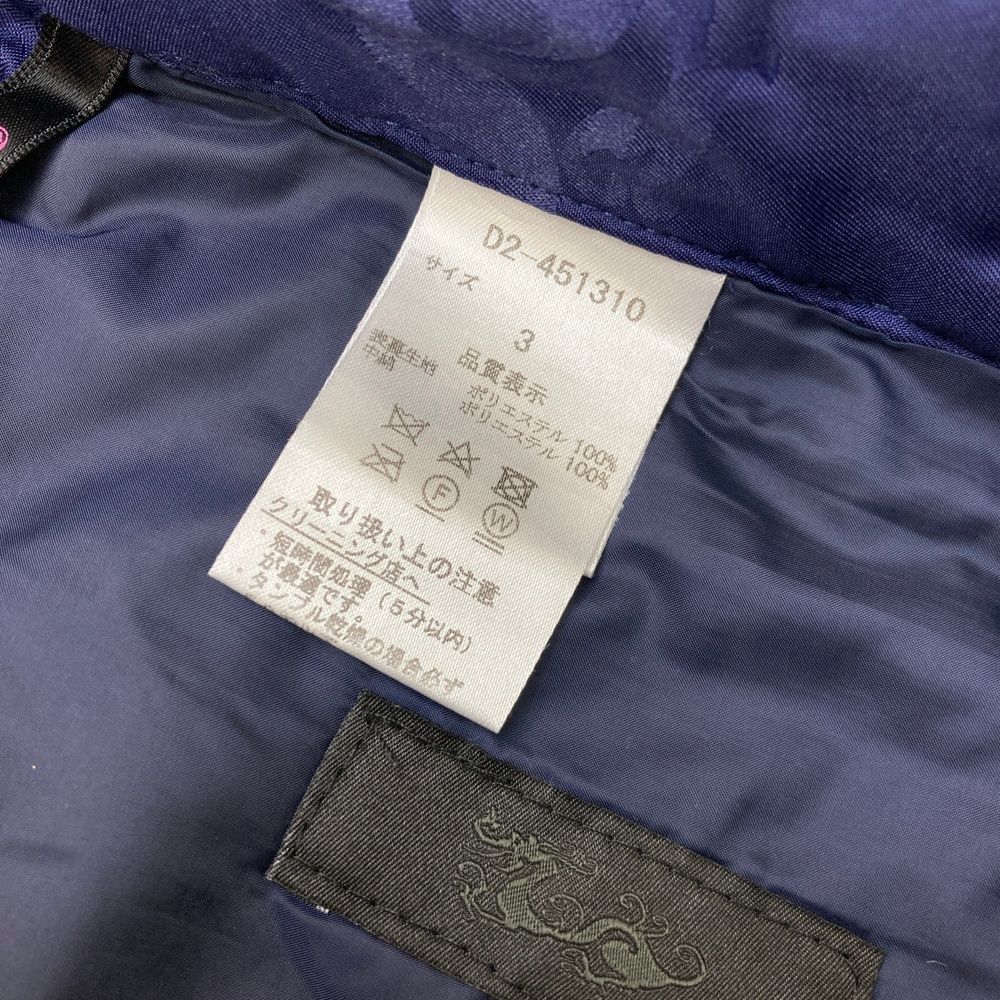 D2-451310
サイズ
3
品質表示
表裏生地 ポリエステル 100%
中綿 ポリエステル 100%
F
W
取り扱い上の注意
クリーニング店へ
・短時間処理(5分以内)
が最適です。
・タンブル乾燥の場合必ず